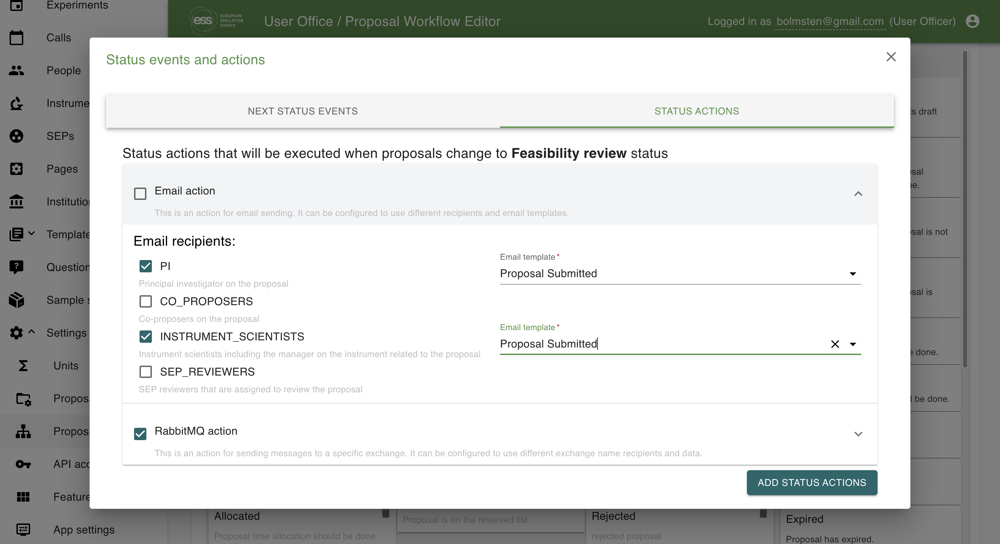 Experiments
Calls
People
Instrume
SEPs
Pages
Institution
Template
Question
Sample s
Settings
Units
Propos
Propos
API acc
Feature
App settings
ess EUROPEAN SPALLATION SOURCE
User Office / Proposal Workflow Editor
Logged in as bolmsten@gmail.com (User Officer)
Status events and actions
NEXT STATUS EVENTS
STATUS ACTIONS
Status actions that will be executed when proposals change to Feasibility review status
Email action
This is an action for email sending. It can be configured to use different recipients and email templates.
Email recipients:
PI
Principal investigator on the proposal
Email template *
Proposal Submitted
CO_PROPOSERS
Co-proposers on the proposal
INSTRUMENT_SCIENTISTS
Instrument scientists including the manager on the instrument related to the proposal
Email template *
Proposal Submitted
SEP_REVIEWERS
SEP reviewers that are assigned to review the proposal
RabbitMQ action
This is an action for sending messages to a specific exchange. It can be configured to use different exchange name recipients and data.
ADD STATUS ACTIONS
ts draft
osal
ne.
osal is not
osal is
e done.
d be done.
Allocated
Proposal time allocation should be done.
Proposal is on the reserved list
Rejected
rejected proposal
Expired
Proposal has expired.